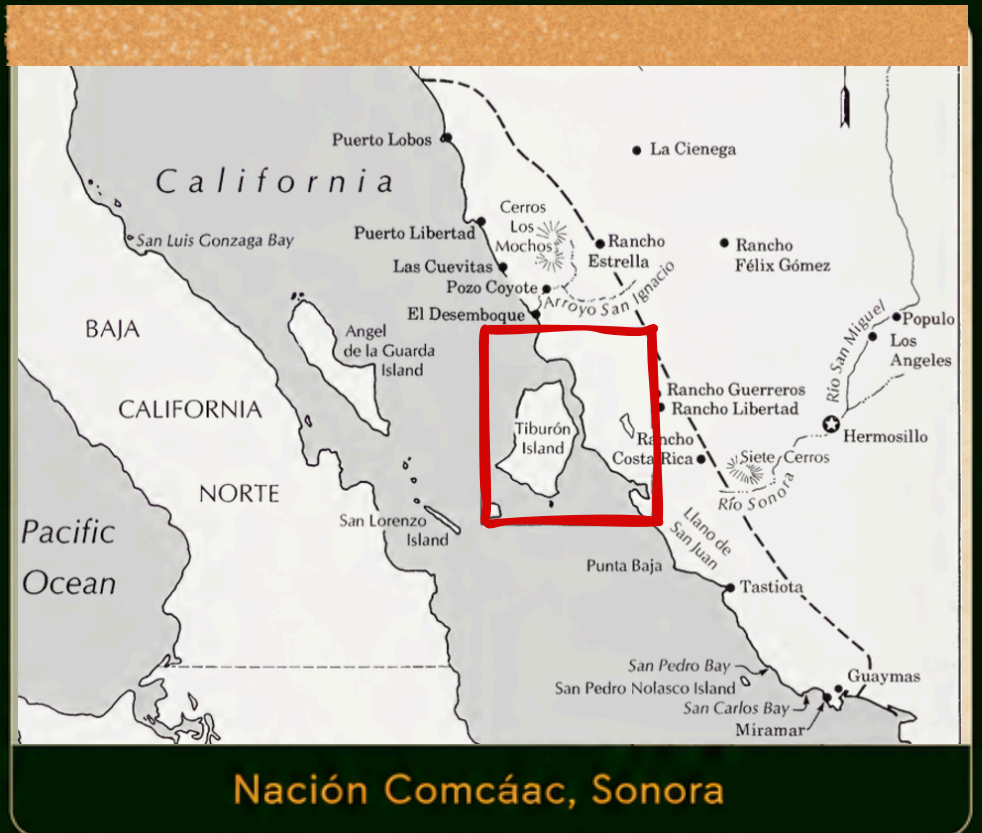 Puerto Lobos
La Cienega
California
Cerros
Los
Mochos
Puerto Libertad
San Luis Gonzaga Bay
Rancho
Estrella
Rancho
Félix Gómez
Las Cuevitas
Pozo Coyote
Arroyo San Ignacio
El Desemboque
BAJA
Angel
de la Guarda
Island
Populo
Los
Angeles
Río San Miguel
CALIFORNIA
Rancho Guerreros
Rancho Libertad
Tiburón
Island
Rancho
Costa Rica
Hermosillo
Siete Cerros
NORTE
Río Sonora
San Lorenzo
Island
Pacific
Ocean
Llano de
San Juan
Punta Baja
Tastiota
San Pedro Bay
San Pedro Nolasco Island
Guaymas
San Carlos Bay
Miramar
Nación Comcáac, Sonora